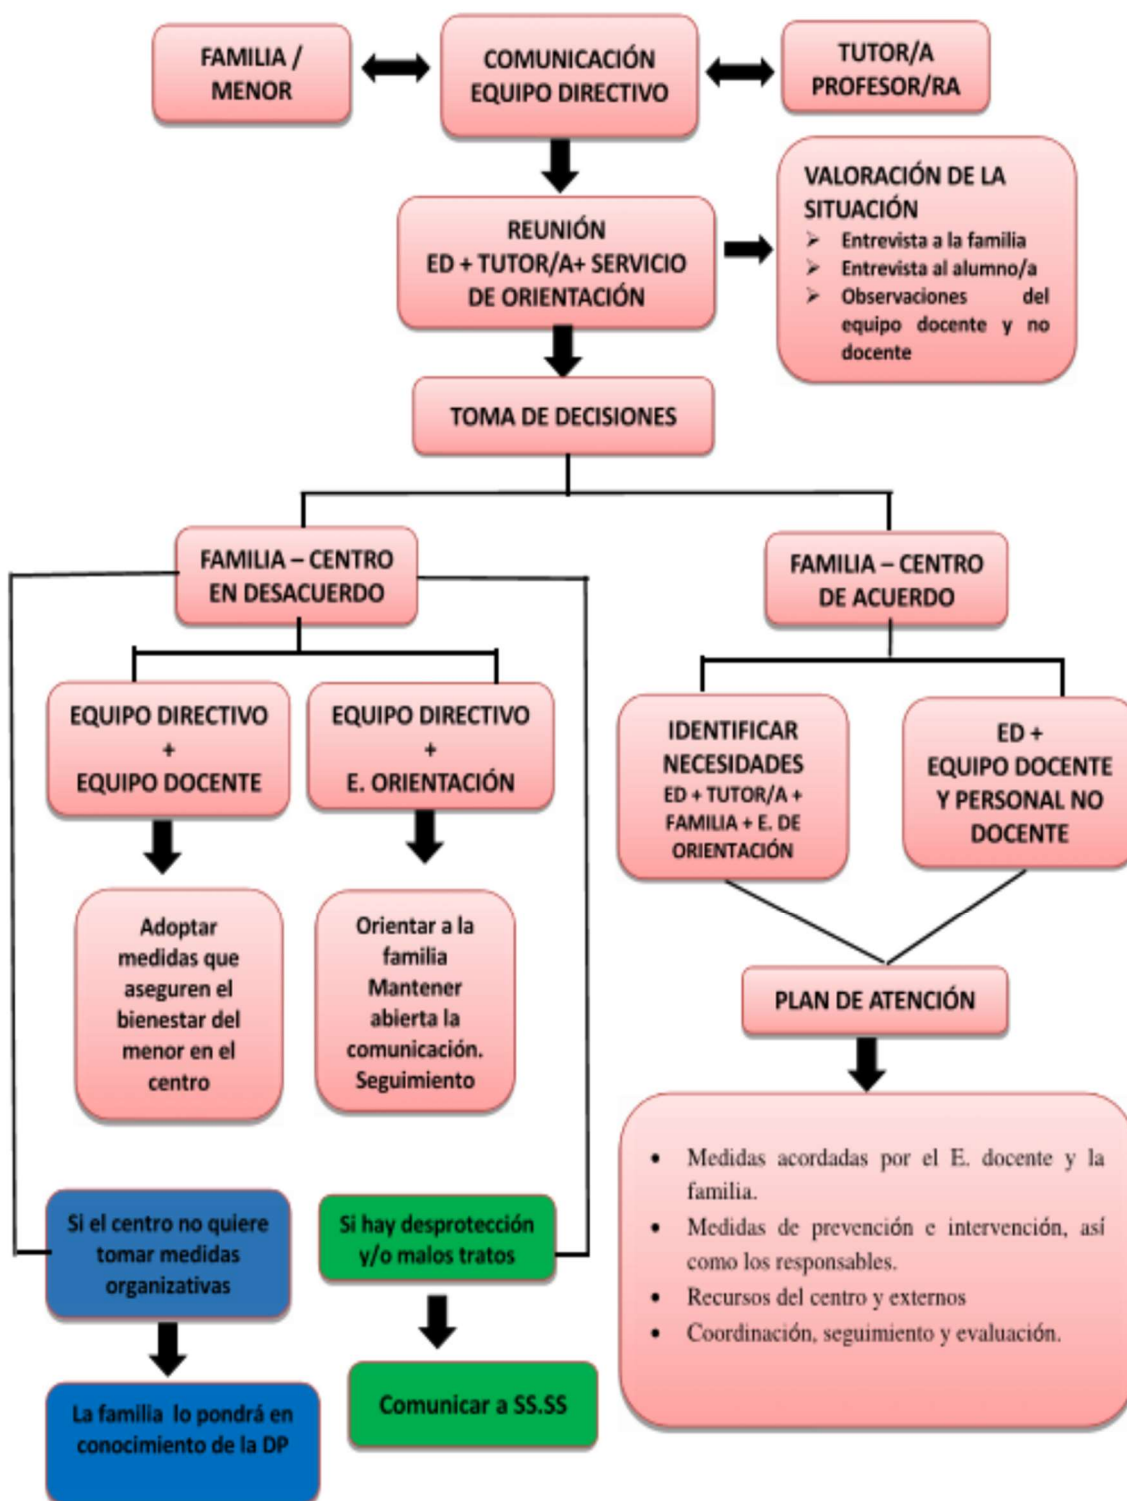 FAMILIA /
MENOR
COMUNICACIÓN
EQUIPO DIRECTIVO
TUTOR/A
PROFESOR/RA
REUNIÓN
ED + TUTOR/A+ SERVICIO
DE ORIENTACIÓN
VALORACIÓN DE LA
SITUACIÓN
➢ Entrevista a la familia
➢ Entrevista al alumno/a
➢ Observaciones del
equipo docente y no
docente
TOMA DE DECISIONES
FAMILIA – CENTRO
EN DESACUERDO
FAMILIA – CENTRO
DE ACUERDO
EQUIPO DIRECTIVO
+
EQUIPO DOCENTE
EQUIPO DIRECTIVO
+
E. ORIENTACIÓN
IDENTIFICAR
NECESIDADES
ED + TUTOR/A +
FAMILIA + E. DE
ORIENTACIÓN
ED +
EQUIPO DOCENTE
Y PERSONAL NO
DOCENTE
Adoptar
medidas que
aseguren el
bienestar del
menor en el
centro
Orientar a la
familia
Mantener
abierta la
comunicación.
Seguimiento
PLAN DE ATENCIÓN
Si el centro no quiere
tomar medidas
organizativas
Si hay desprotección
y/o malos tratos
• Medidas acordadas por el E. docente y la
familia.
• Medidas de prevención e intervención, así
como los responsables.
• Recursos del centro y externos
• Coordinación, seguimiento y evaluación.
La familia lo pondrá en
conocimiento de la DP
Comunicar a SS.SS